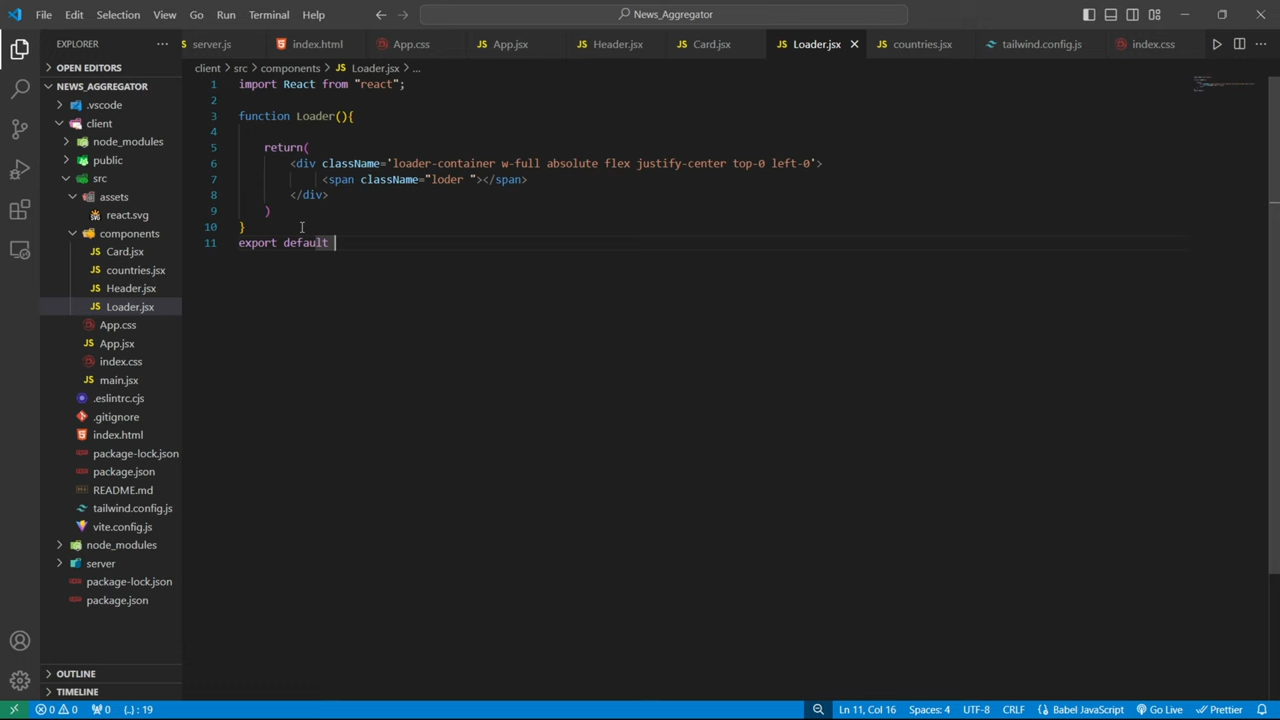 File Edit Selection View Go Run Terminal Help
News_Aggregator
EXPLORER
server.js index.html App.css App.jsx Header.jsx Card.jsx Loader.jsx countries.jsx tailwind.config.js index.css
OPEN EDITORS
NEWS_AGGREGATOR
.vscode
client
node_modules
public
src
assets
react.svg
components
Card.jsx
countries.jsx
Header.jsx
Loader.jsx
App.css
App.jsx
index.css
main.jsx
.eslintrc.cjs
.gitignore
index.html
package-lock.json
package.json
README.md
tailwind.config.js
vite.config.js
node_modules
server
package-lock.json
package.json
OUTLINE
TIMELINE
client > src > components > JS Loader.jsx > ...
1 import React from "react";
2
3 function Loader(){
4
5 return(
6 <div className='loader-container w-full absolute flex justify-center top-0 left-0'>
7 <span className="loder "></span>
8 </div>
9 )
10 }
11 export default
0 0 0 {..} : 19 Ln 11, Col 16 Spaces: 4 UTF-8 CRLF Babel JavaScript Go Live Prettier